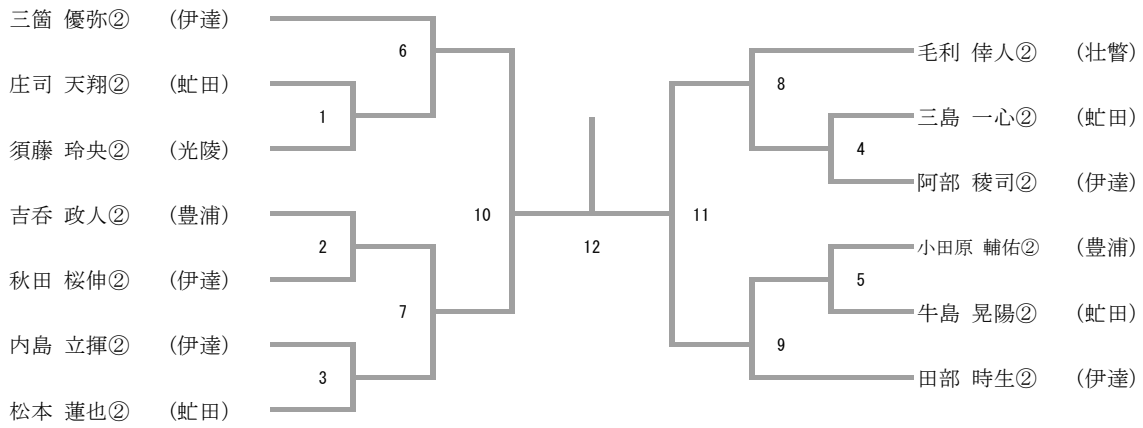 三箇 優弥② (伊達)
6
庄司 天翔② (虻田)
1
須藤 玲央② (光陵)
吉呑 政人② (豊浦)
2
秋田 桜伸② (伊達)
7
内島 立揮② (伊達)
3
松本 蓮也② (虻田)
10
12
11
毛利 倖人② (壮瞥)
8
三島 一心② (虻田)
4
阿部 稜司② (伊達)
小田原 輔佑② (豊浦)
5
牛島 晃陽② (虻田)
9
田部 時生② (伊達)